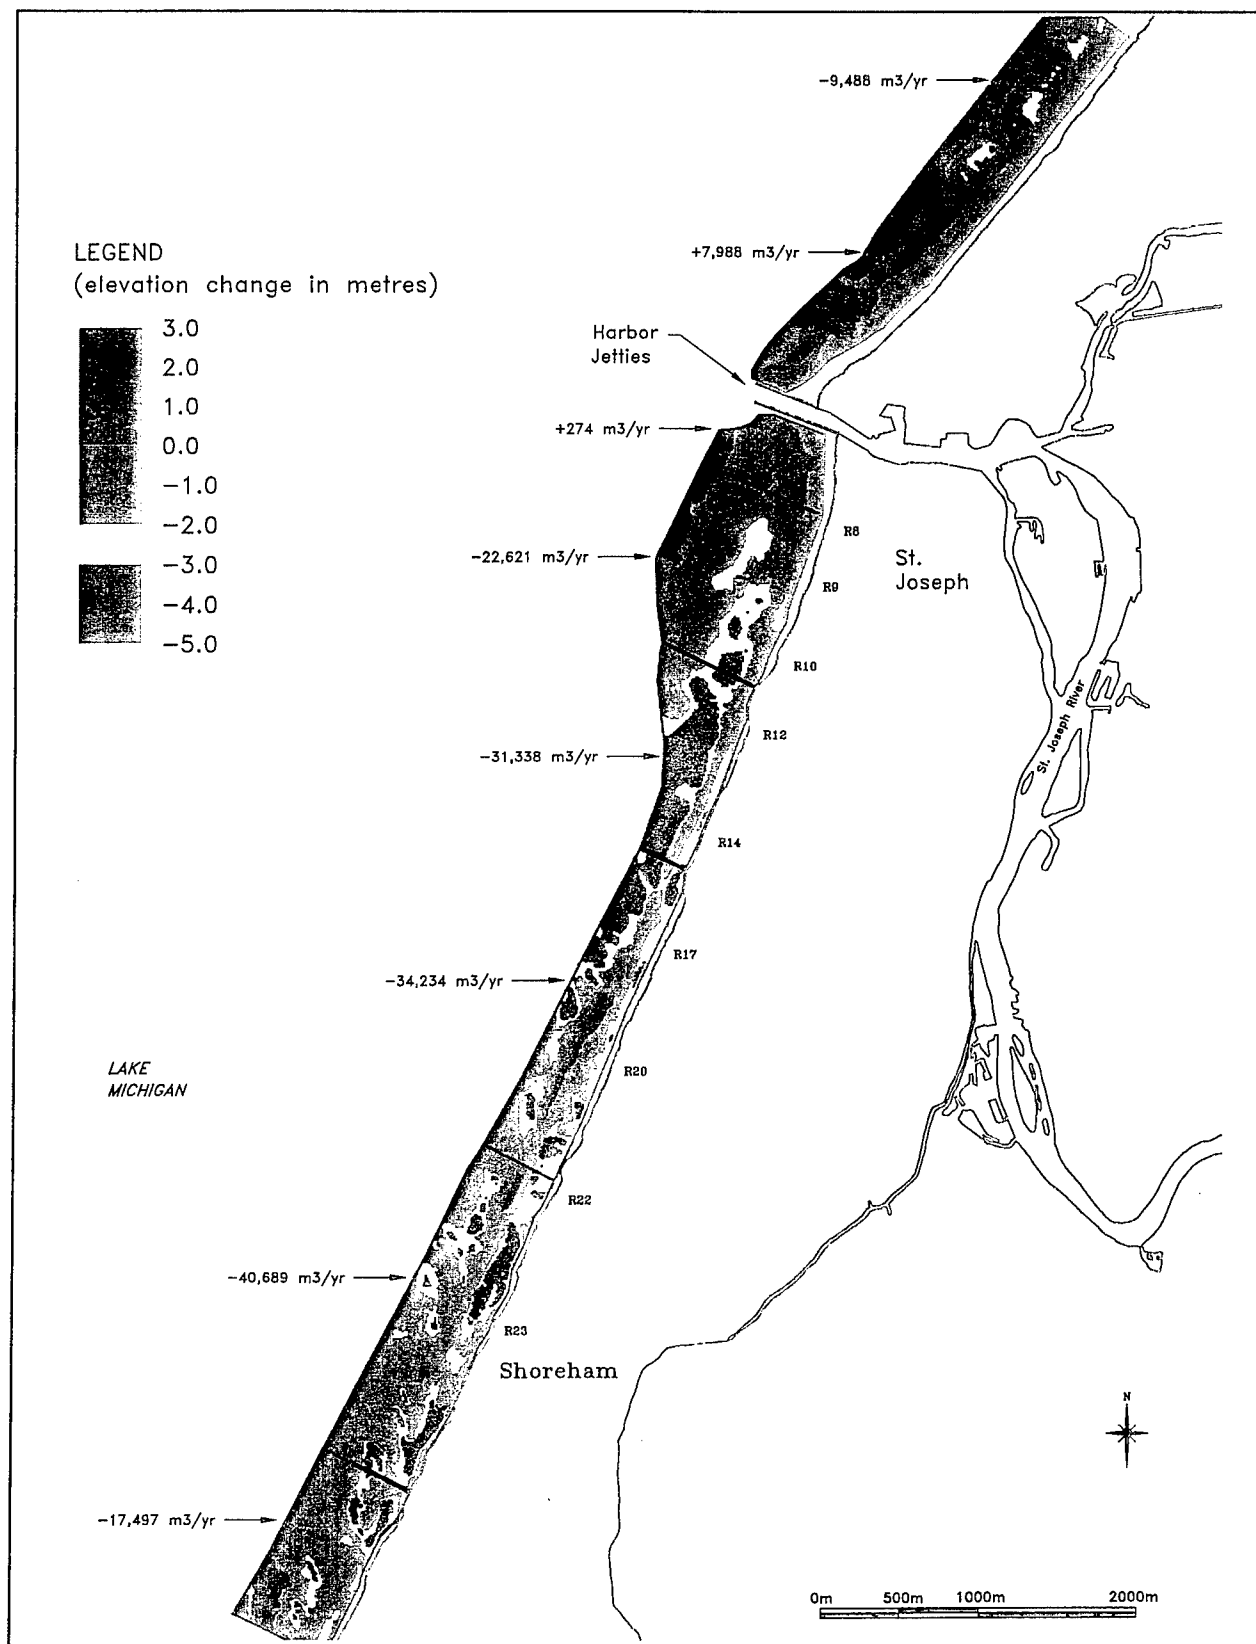 -9,488 m3/yr
LEGEND
(elevation change in metres)
3.0
2.0
1.0
0.0
-1.0
-2.0
-3.0
-4.0
-5.0
+7,988 m3/yr
Harbor
Jetties
+274 m3/yr
-22,621 m3/yr
R8
St.
Joseph
R9
R10
St. Joseph River
R12
-31,338 m3/yr
R14
R17
-34,234 m3/yr
LAKE
MICHIGAN
R20
R22
-40,689 m3/yr
R23
Shoreham
N
-17,497 m3/yr
0m 500m 1000m 2000m